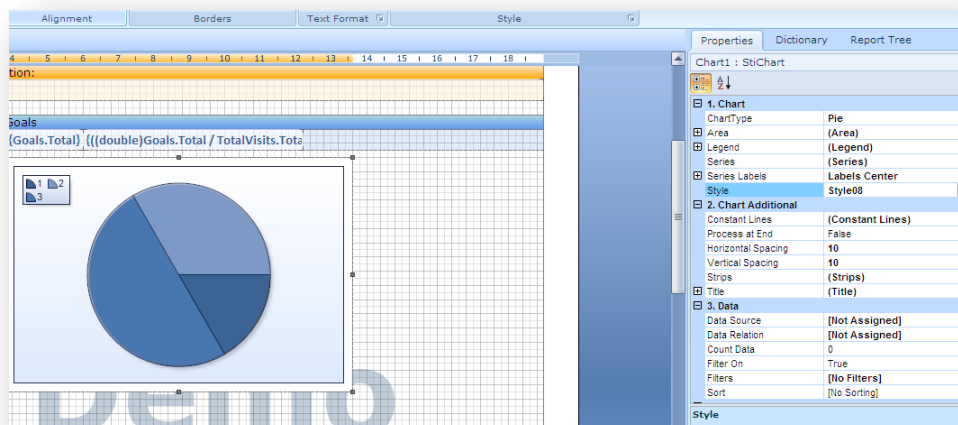 Alignment Borders Text Format Style
Properties Dictionary Report Tree
4 5 6 7 8 9 10 11 12 13 14 15 16 17 18
Chart1 : StiChart
tion:
1. Chart
ChartType Pie
Area (Area)
Legend (Legend)
Series (Series)
Series Labels Labels Center
Style Style08
2. Chart Additional
Constant Lines (Constant Lines)
Process at End False
Horizontal Spacing 10
Vertical Spacing 10
Strips (Strips)
Title (Title)
3. Data
Data Source [Not Assigned]
Data Relation [Not Assigned]
Count Data 0
Filter On True
Filters [No Filters]
Sort [No Sorting]
Style
Goals
{Goals.Total} {((double)Goals.Total / TotalVisits.Tota
1 2
3
Demo